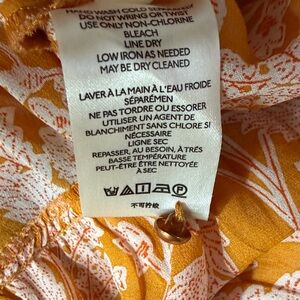 HAND WASH COLD SEPARATELY
DO NOT WRING OR TWIST
USE ONLY NON-CHLORINE
BLEACH
LINE DRY
LOW IRON AS NEEDED
MAY BE DRY CLEANED
LAVER À LA MAIN À L'EAU FROIDE
SÉPARÉMEN
NE PAS TORDRE OU ESSORER
UTILISER UN AGENT DE
BLANCHIMENT SANS CHLORE SI
NÉCESSAIRE
LIGNE SEC
REPASSER, AU BESOIN, À TRÈS
BASSE TEMPÉRATURE
PEUT-ÊTRE ÊTRE NETTOYÉE
À SEC
不可拧绞